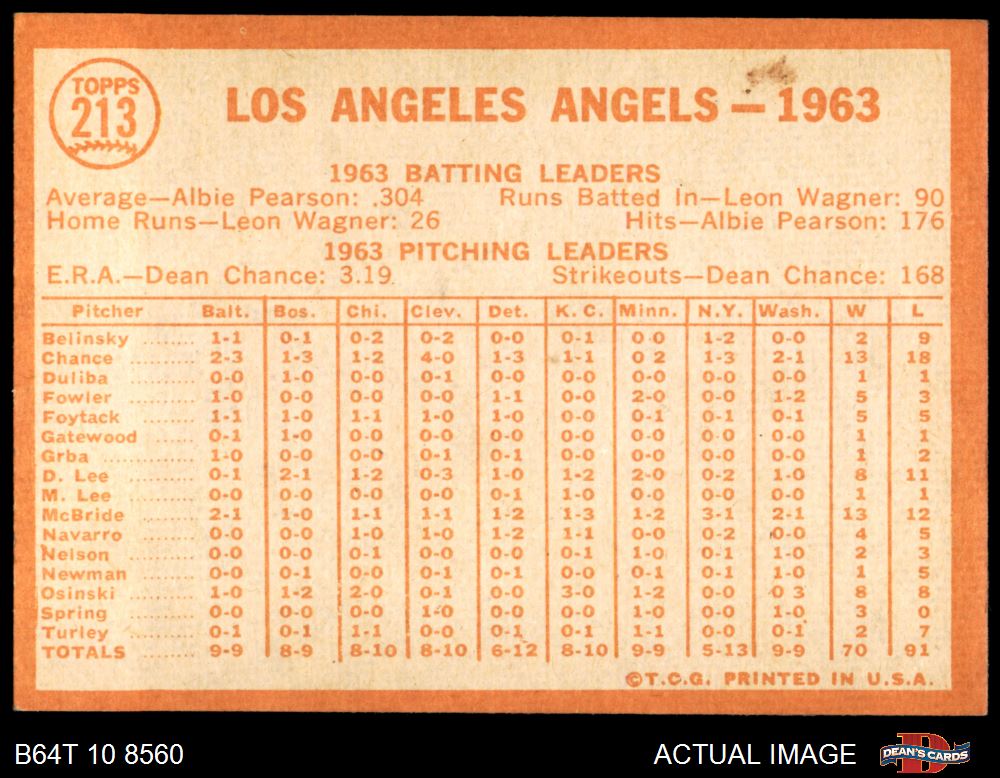 TOPPS
213
LOS ANGELES ANGELS — 1963
1963 BATTING LEADERS
Average—Albie Pearson: .304 Runs Batted In—Leon Wagner: 90
Home Runs—Leon Wagner: 26 Hits—Albie Pearson: 176
1963 PITCHING LEADERS
E.R.A.—Dean Chance: 3.19 Strikeouts—Dean Chance: 168
Pitcher Balt. Bos. Chi. Clev. Det. K. C. Minn. N.Y. Wash. W L
Belinsky ........ 1-1 0-1 0-2 0-2 0-0 0-1 0 0 1-2 0-0 2 9
Chance .......... 2-3 1-3 1-2 4-0 1-3 1-1 0 2 1-3 2-1 13 18
Duliba .......... 0-0 1-0 0-0 0-1 0-0 0-0 0-0 0-0 0-0 1 1
Fowler .......... 1-0 0-0 0-0 0-0 1-1 0-0 2-0 0-0 1-2 5 3
Foytack ......... 1-1 1-0 1-1 1-0 1-0 0-0 0-1 0-1 0-1 5 5
Gatewood ....... 0-1 1-0 0-0 0-0 0-0 0-0 0-0 0-0 0-0 1 1
Grba .............. 1-0 0-0 0-0 0-1 0-1 0-0 0-0 0-0 0-0 1 2
D. Lee ........... 0-1 2-1 1-2 0-3 1-0 1-2 2-0 0-2 1-0 8 11
M. Lee ........... 0-0 0-0 0-0 0-0 0-1 1-0 0-0 0-0 0-0 1 1
McBride ......... 2-1 1-0 1-1 1-1 1-2 1-3 1-2 3-1 2-1 13 12
Navarro ......... 0-0 0-0 1-0 1-0 1-2 1-1 0-0 0-2 0-0 4 5
Nelson .......... 0-0 0-0 0-1 0-0 0-0 0-1 1-0 0-1 1-0 2 3
Newman ........ 0-0 0-1 0-0 0-1 0-1 0-0 0-1 0-1 1-0 1 5
Osinski .......... 1-0 1-2 2-0 0-1 0-0 3-0 1-2 0-0 0 3 8 8
Spring ........... 0-0 0-0 0-0 1-0 0-0 0-0 1-0 0-0 1-0 3 0
Turley ........... 0-1 0-1 1-1 0-0 0-1 0-1 1-1 0-0 0-1 2 7
TOTALS ......... 9-9 8-9 8-10 8-10 6-12 8-10 9-9 5-13 9-9 70 91
©T.C.G. PRINTED IN U.S.A.
B64T 10 8560 ACTUAL IMAGE DEAN'S CARDS